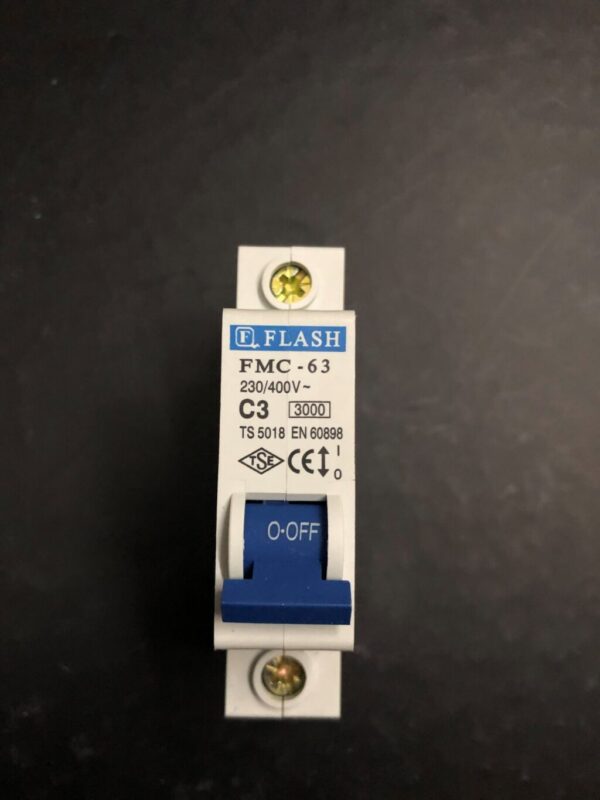 F FLASH
FMC - 63
230/400V~
C3 3000
TS 5018 EN 60898
TSE CE I
O
O·OFF